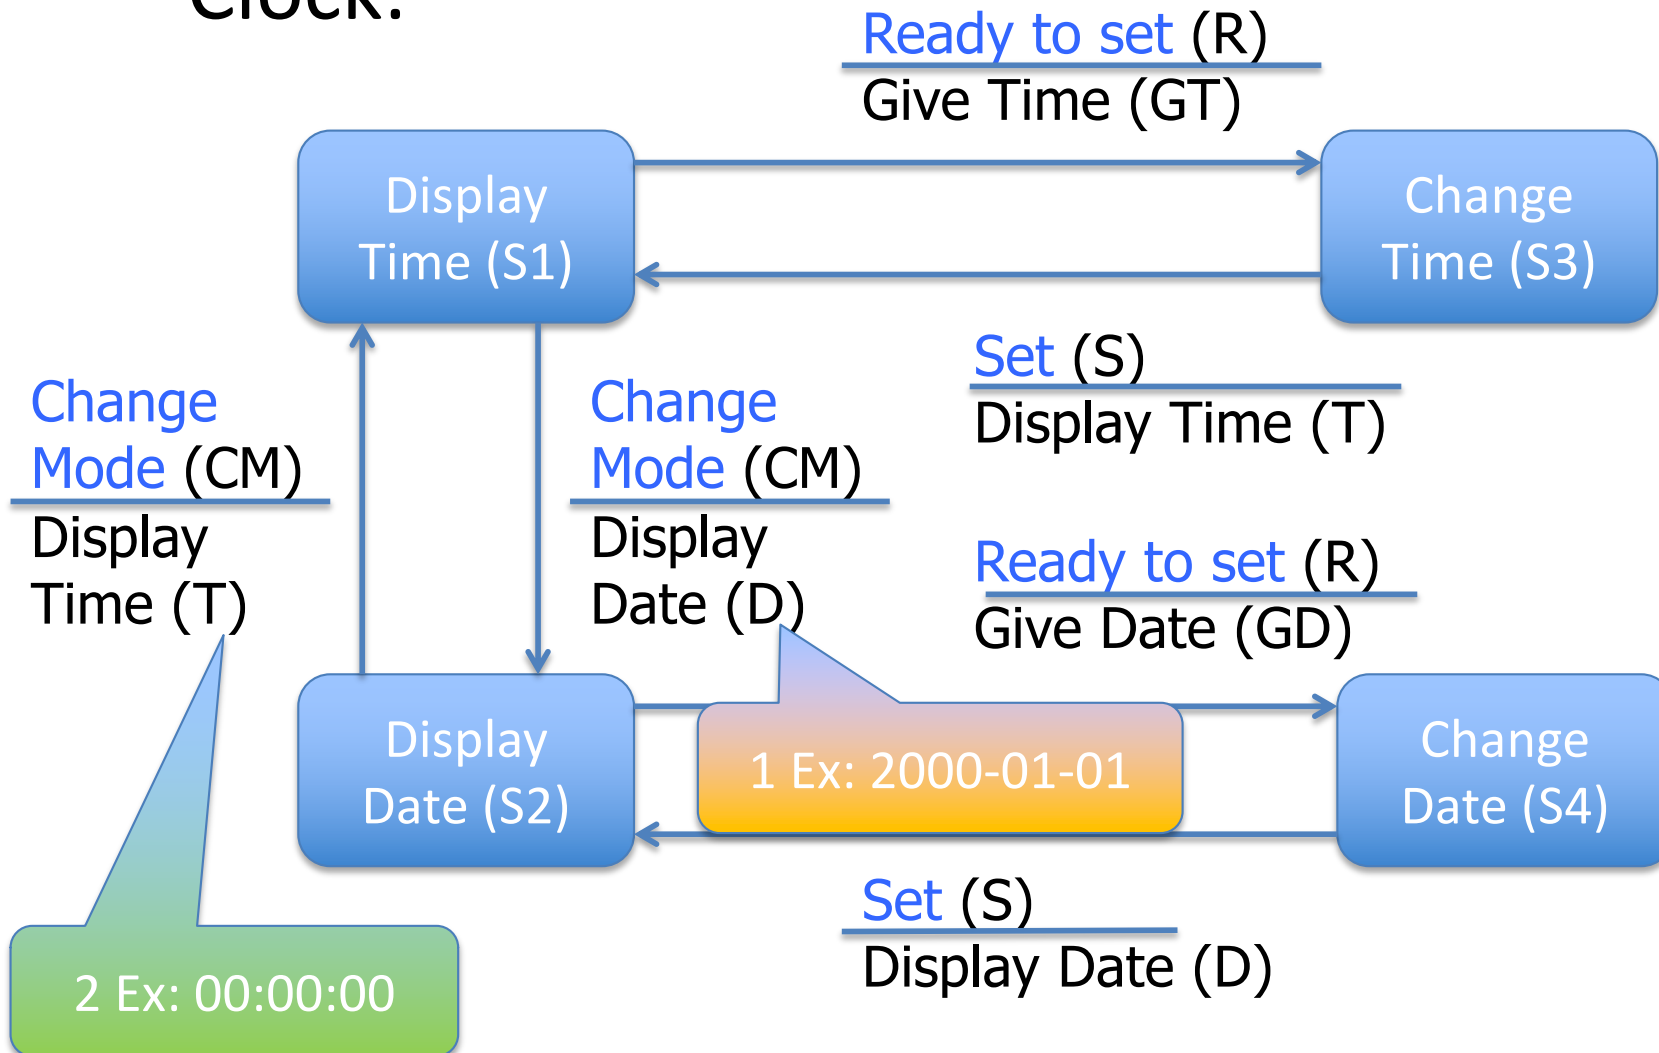 Clock:
Ready to set (R)
Give Time (GT)
Display
Time (S1)
Change
Time (S3)
Set (S)
Display Time (T)
Change
Mode (CM)
Display
Time (T)
Change
Mode (CM)
Display
Date (D)
Ready to set (R)
Give Date (GD)
Display
Date (S2)
1 Ex: 2000-01-01
Change
Date (S4)
Set (S)
Display Date (D)
2 Ex: 00:00:00